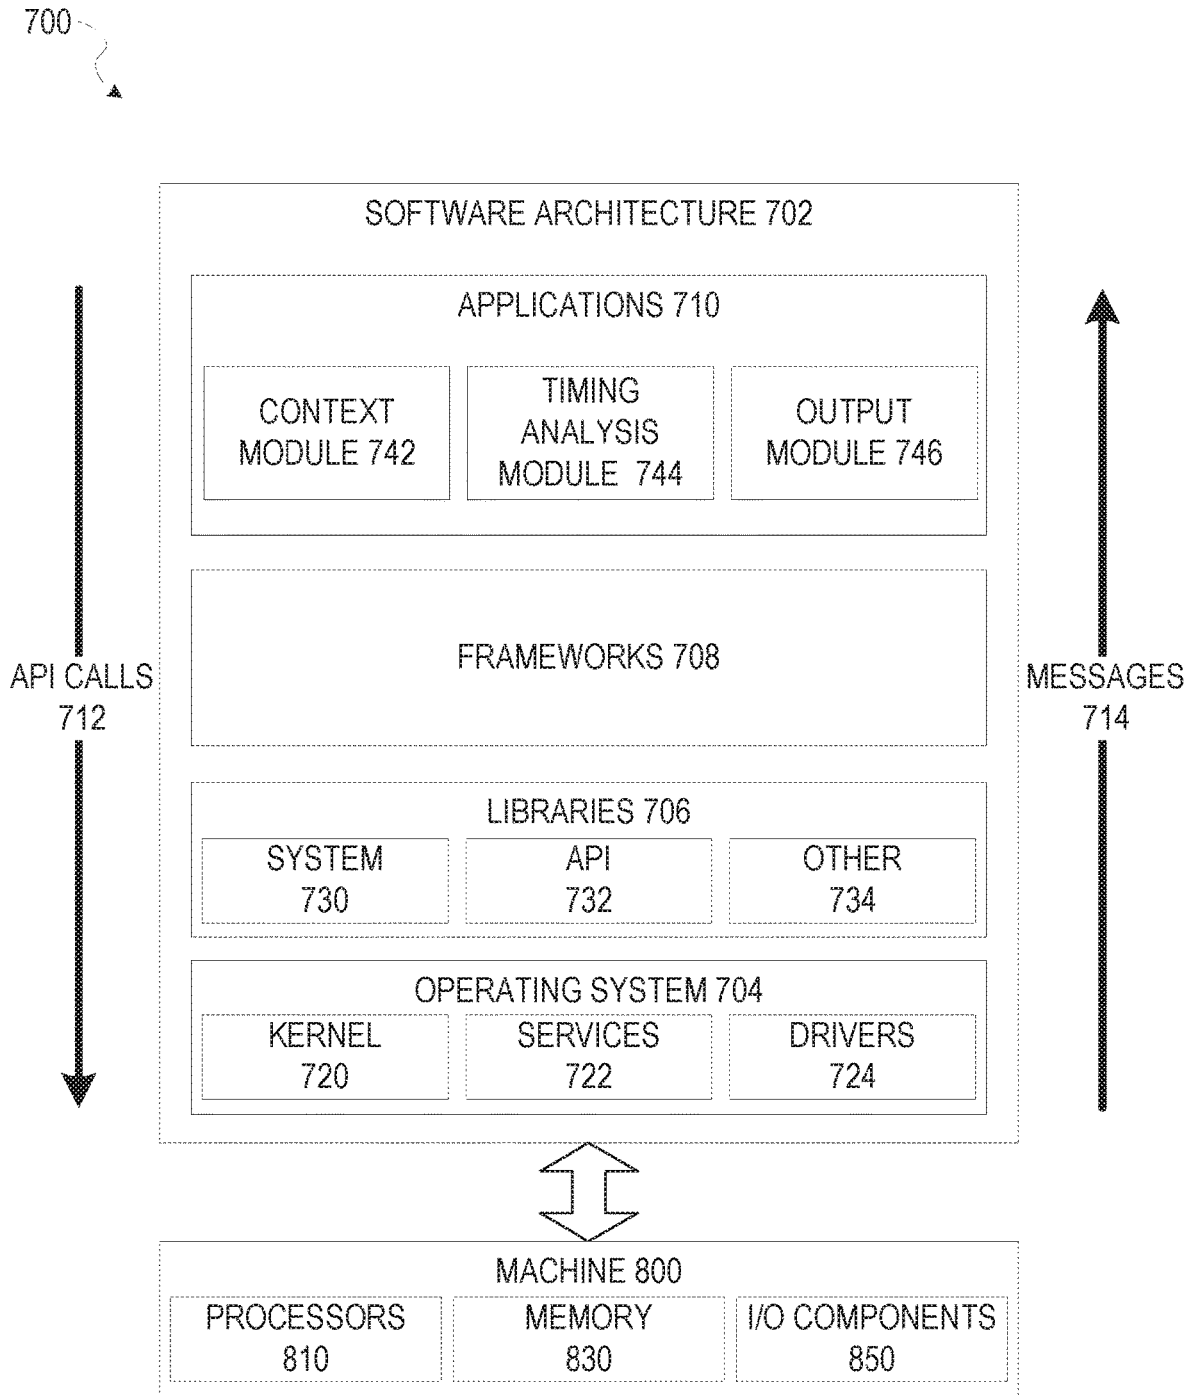 700
SOFTWARE ARCHITECTURE 702
APPLICATIONS 710
CONTEXT
MODULE 742
TIMING
ANALYSIS
MODULE 744
OUTPUT
MODULE 746
FRAMEWORKS 708
API CALLS
712
MESSAGES
714
LIBRARIES 706
SYSTEM
730
API
732
OTHER
734
OPERATING SYSTEM 704
KERNEL
720
SERVICES
722
DRIVERS
724
MACHINE 800
PROCESSORS
810
MEMORY
830
I/O COMPONENTS
850